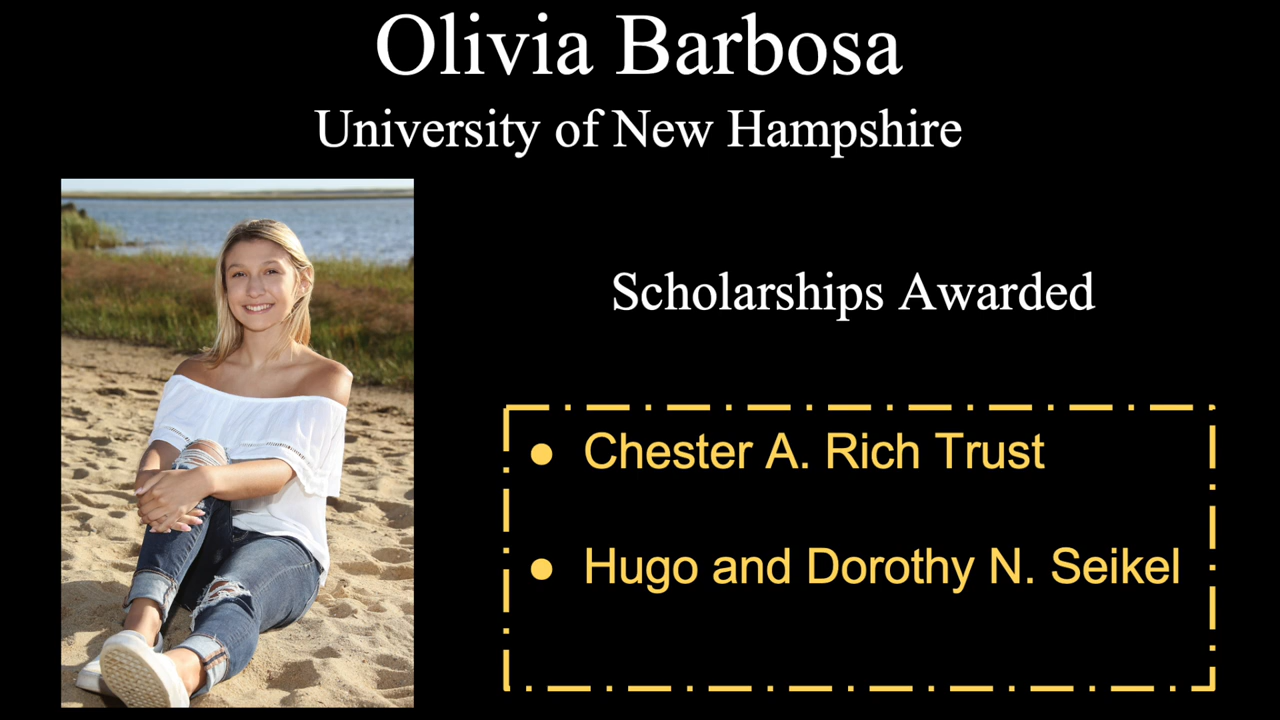 Olivia Barbosa
University of New Hampshire
Scholarships Awarded
● Chester A. Rich Trust
● Hugo and Dorothy N. Seikel